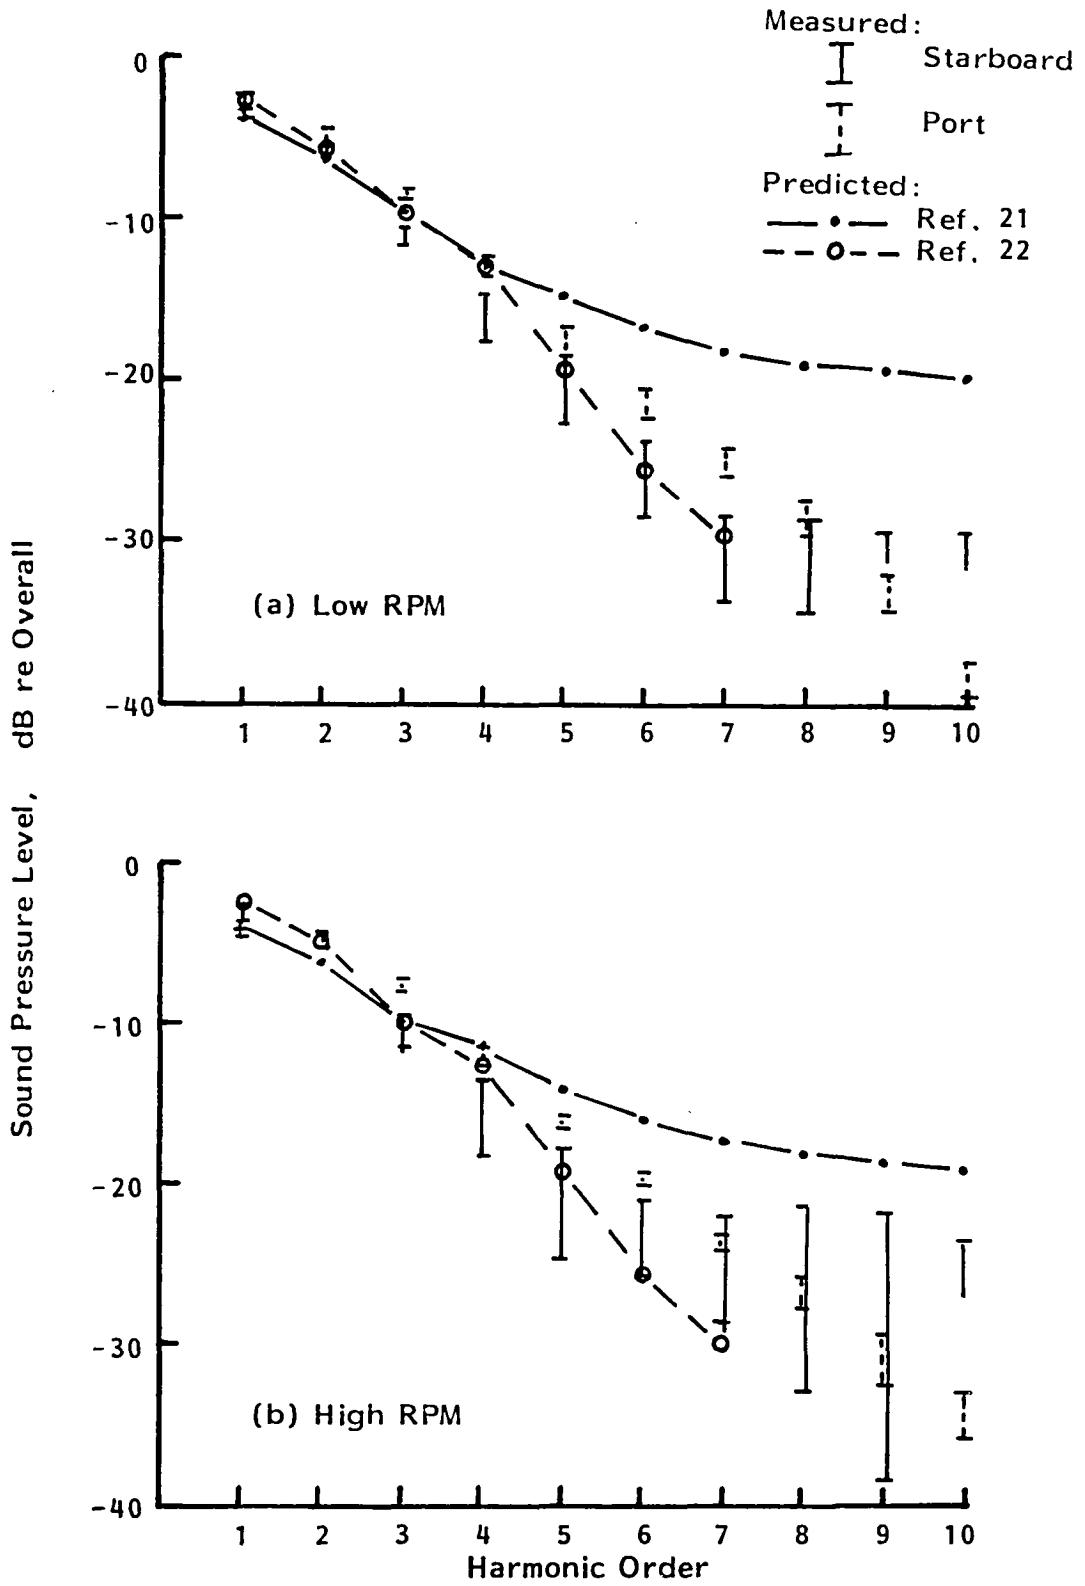 Measured:
Starboard
Port
Predicted:
Ref. 21
Ref. 22
0
-10
-20
-30
-40
(a) Low RPM
1 2 3 4 5 6 7 8 9 10
Sound Pressure Level, dB re Overall
0
-10
-20
-30
-40
(b) High RPM
1 2 3 4 5 6 7 8 9 10
Harmonic Order